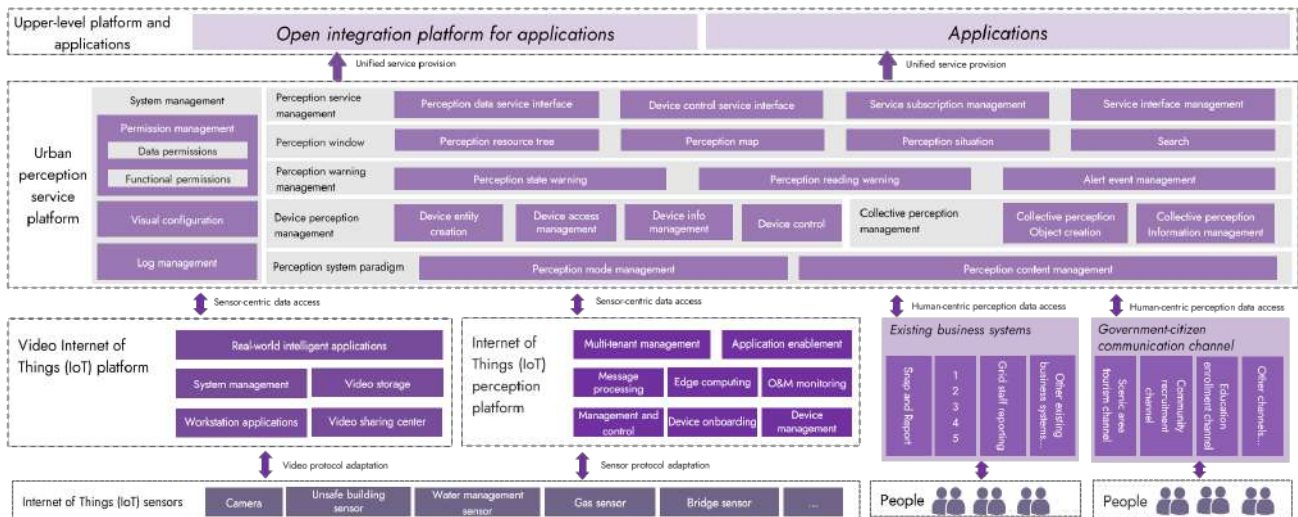 Upper-level platform and
applications
Open integration platform for applications
Applications
Unified service provision
Unified service provision
Urban
perception
service
platform
System management
Permission management
Data permissions
Functional permissions
Visual configuration
Log management
Perception service
management
Perception data service interface
Device control service interface
Service subscription management
Service interface management
Perception window
Perception resource tree
Perception map
Perception situation
Search
Perception warning
management
Perception state warning
Perception reading warning
Alert event management
Device perception
management
Device entity
creation
Device access
management
Device info
management
Device control
Collective perception
management
Collective perception
Object creation
Collective perception
Information management
Perception system paradigm
Perception mode management
Perception content management
Sensor-centric data access
Sensor-centric data access
Human-centric perception data access
Human-centric perception data access
Video Internet of
Things (IoT) platform
Real-world intelligent applications
System management
Video storage
Workstation applications
Video sharing center
Internet of
Things (IoT)
perception
platform
Multi-tenant management
Application enablement
Message
processing
Edge computing
O&M monitoring
Management and
control
Device onboarding
Device
management
Existing business systems
Snap and Report
1
2
3
4
5
Grid staff reporting
Other existing
business systems...
Government-citizen
communication channel
Scenic area
tourism channel
Community
recruitment
channel
Education
enrollment channel
Other channels...
Video protocol adaptation
Sensor protocol adaptation
Internet of Things (IoT) sensors
Camera
Unsafe building
sensor
Water management
sensor
Gas sensor
Bridge sensor
...
People
People